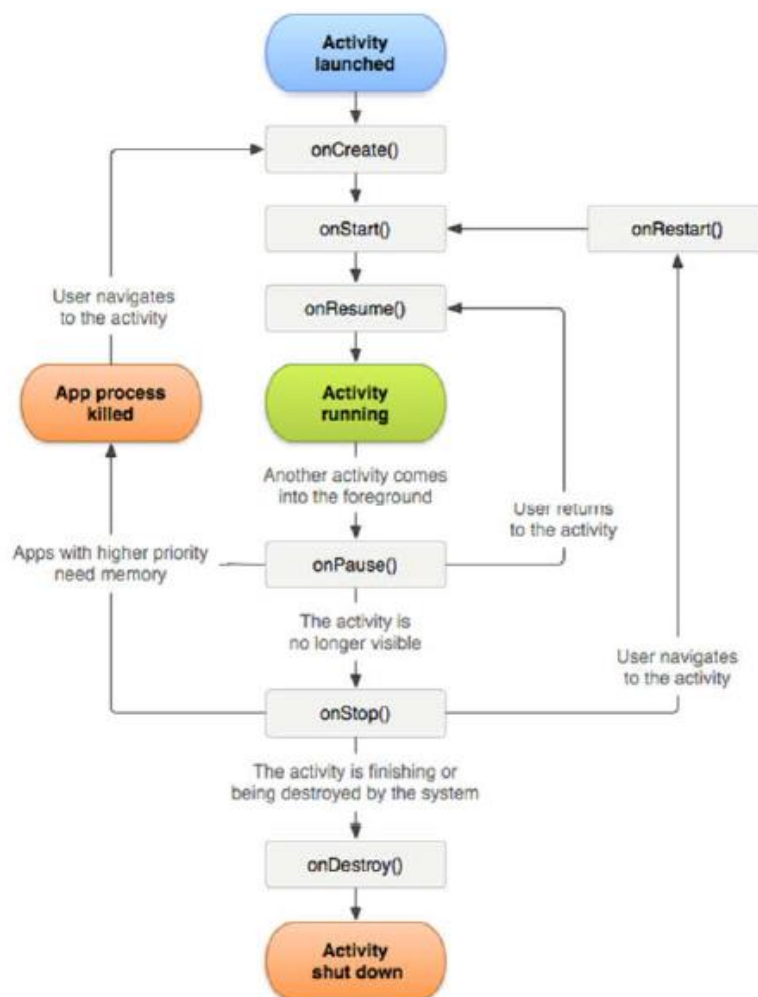 Activity
launched
onCreate()
onStart()
onRestart()
User navigates
to the activity
onResume()
App process
killed
Activity
running
Another activity comes
into the foreground
User returns
to the activity
Apps with higher priority
need memory
onPause()
The activity is
no longer visible
User navigates
to the activity
onStop()
The activity is finishing or
being destroyed by the system
onDestroy()
Activity
shut down